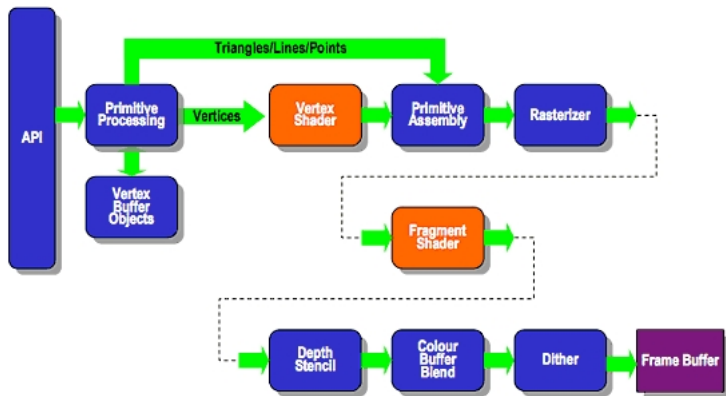 Triangles/Lines/Points
API
Primitive
Processing
Vertices
Vertex
Shader
Primitive
Assembly
Rasterizer
Vertex
Buffer
Objects
Fragment
Shader
Depth
Stencil
Colour
Buffer
Blend
Dither
Frame Buffer